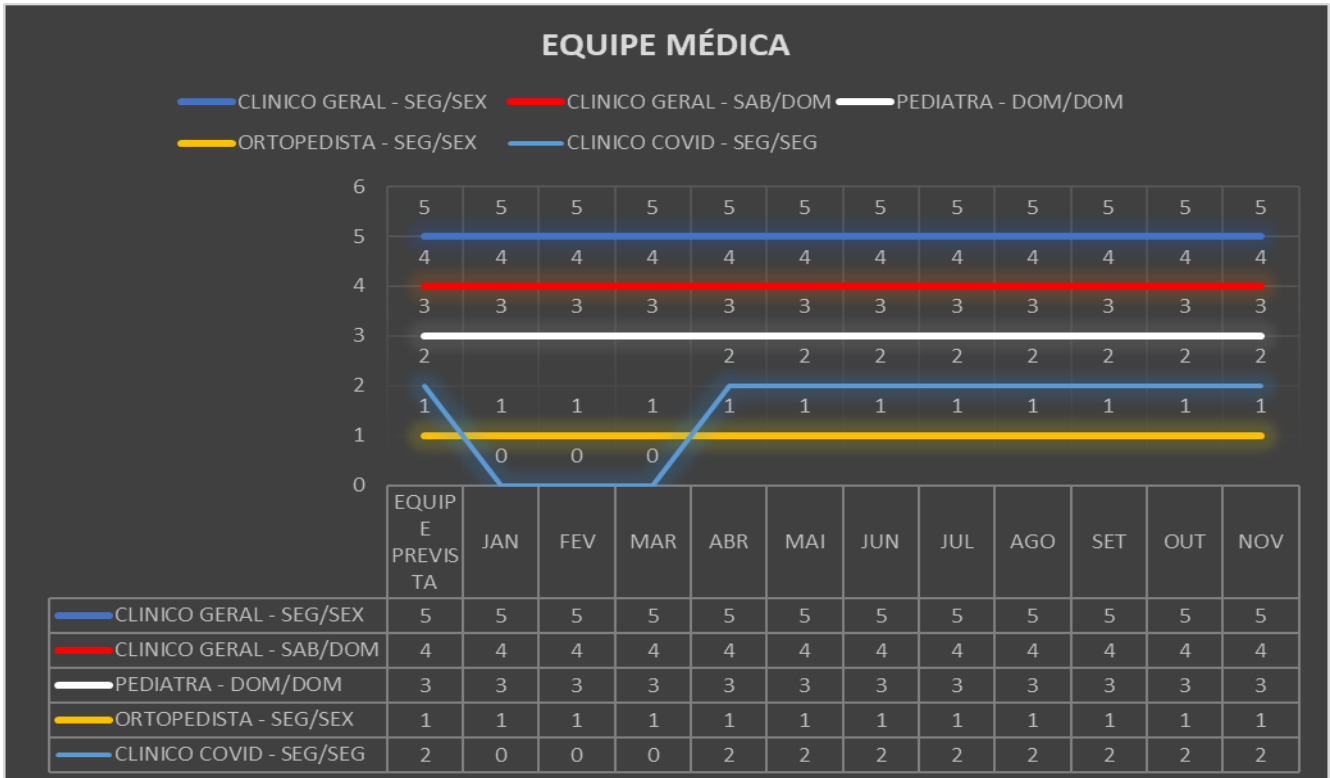 EQUIPE MÉDICA
CLINICO GERAL - SEG/SEX CLINICO GERAL - SAB/DOM PEDIATRA - DOM/DOM
ORTOPEDISTA - SEG/SEX CLINICO COVID - SEG/SEG
6
5 5 5 5 5 5 5 5 5 5 5 5
5
4 4 4 4 4 4 4 4 4 4 4 4
4
3 3 3 3 3 3 3 3 3 3 3 3
3
2 2 2 2 2 2 2 2 2
2
1 1 1 1 1 1 1 1 1 1 1 1
1
0 0 0
0
EQUIP
E
PREVIS
TA
JAN FEV MAR ABR MAI JUN JUL AGO SET OUT NOV
CLINICO GERAL - SEG/SEX 5 5 5 5 5 5 5 5 5 5 5 5
CLINICO GERAL - SAB/DOM 4 4 4 4 4 4 4 4 4 4 4 4
PEDIATRA - DOM/DOM 3 3 3 3 3 3 3 3 3 3 3 3
ORTOPEDISTA - SEG/SEX 1 1 1 1 1 1 1 1 1 1 1 1
CLINICO COVID - SEG/SEG 2 0 0 0 2 2 2 2 2 2 2 2